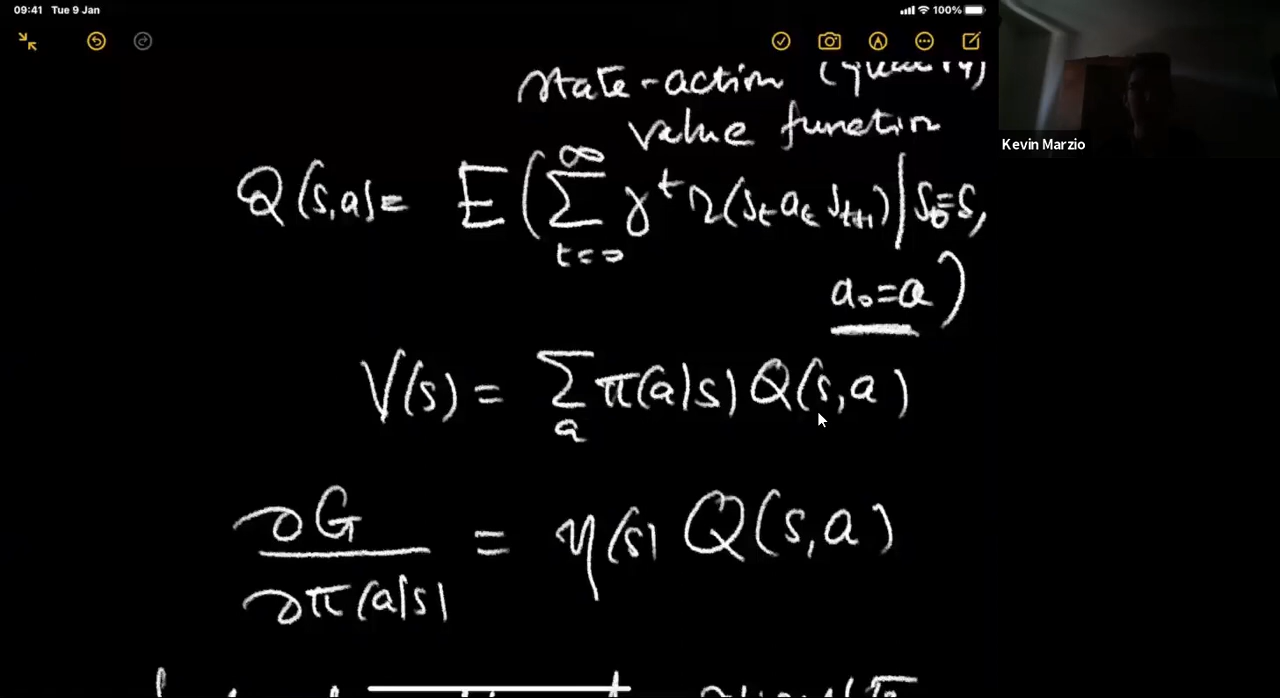 09:41 Tue 9 Jan 100%
state-action (quality)
value function
Kevin Marzio
Q(s,a)= E(∑_{t=0}^{∞} γ^t r(s_t a_t s_{t+1})|s_0=s,
a_0=a)
V(s) = ∑_a π(a|s) Q(s,a)
∂G/∂π(a|s) = η(s) Q(s,a)